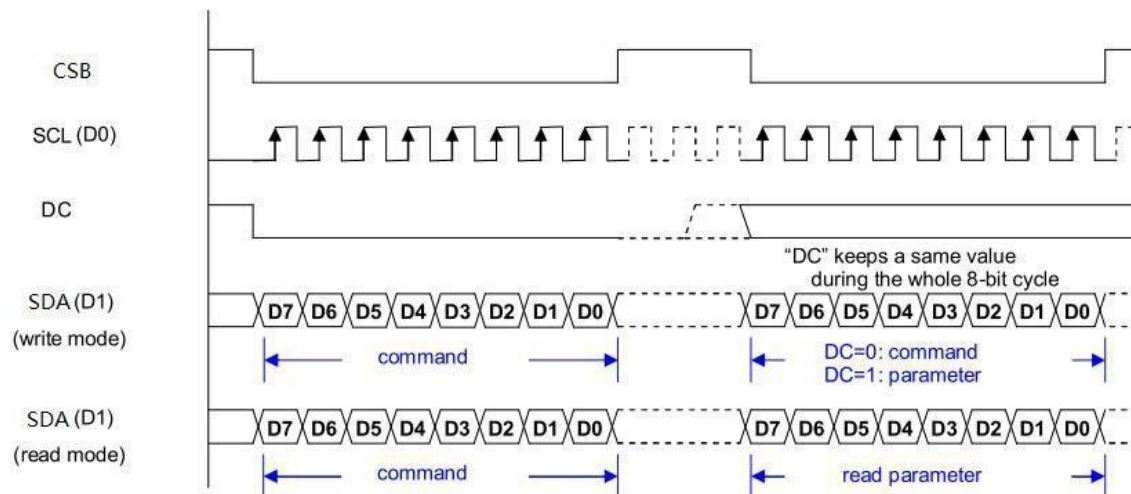 CSB
SCL (D0)
DC
"DC" keeps a same value
during the whole 8-bit cycle
SDA (D1)
(write mode)
D7 D6 D5 D4 D3 D2 D1 D0
D7 D6 D5 D4 D3 D2 D1 D0
command
DC=0: command
DC=1: parameter
SDA (D1)
(read mode)
D7 D6 D5 D4 D3 D2 D1 D0
D7 D6 D5 D4 D3 D2 D1 D0
command
read parameter